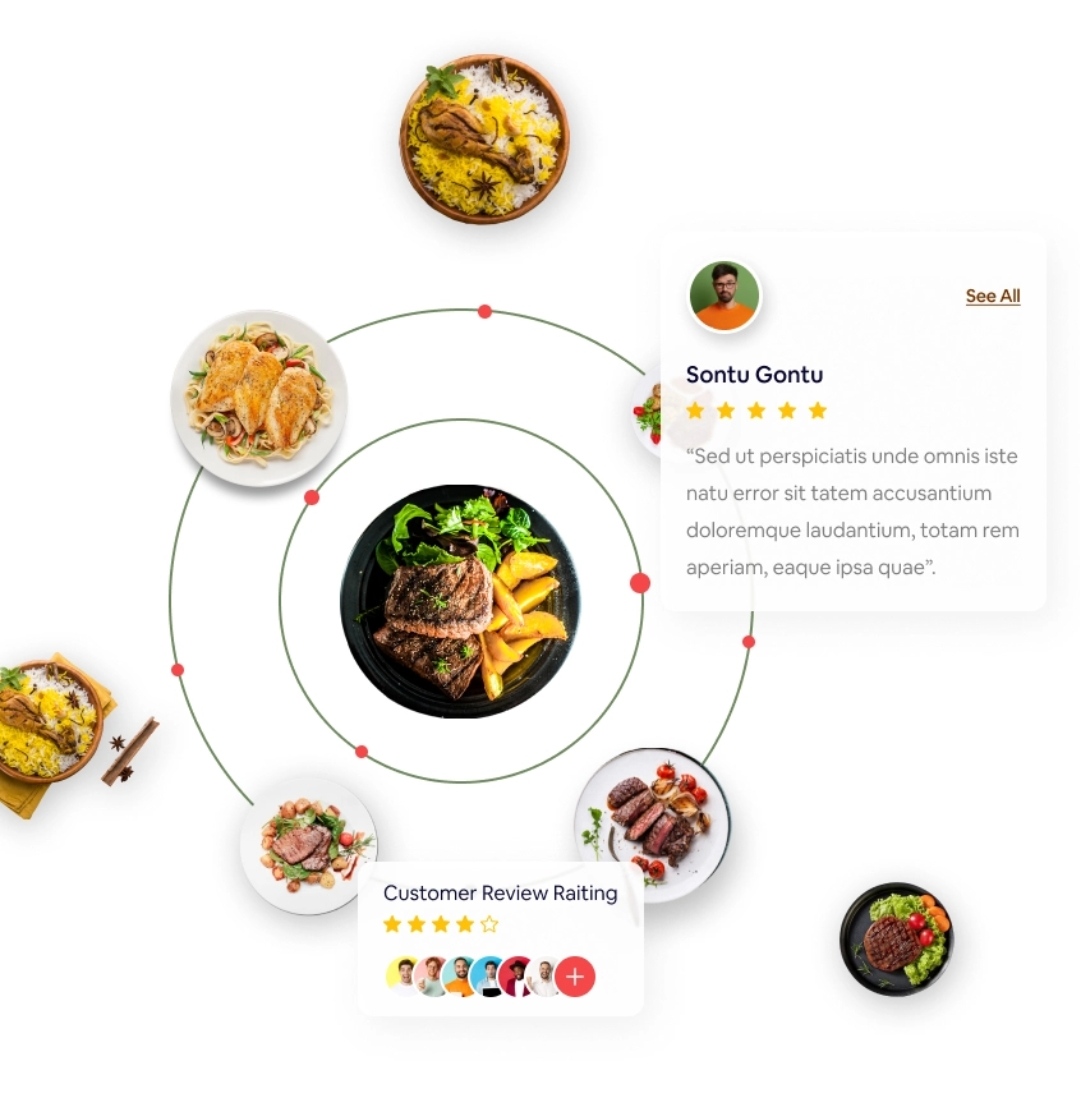 See All
Sontu Gontu
“Sed ut perspiciatis unde omnis iste
natu error sit tatem accusantium
doloremque laudantium, totam rem
aperiam, eaque ipsa quae”.
Customer Review Raiting